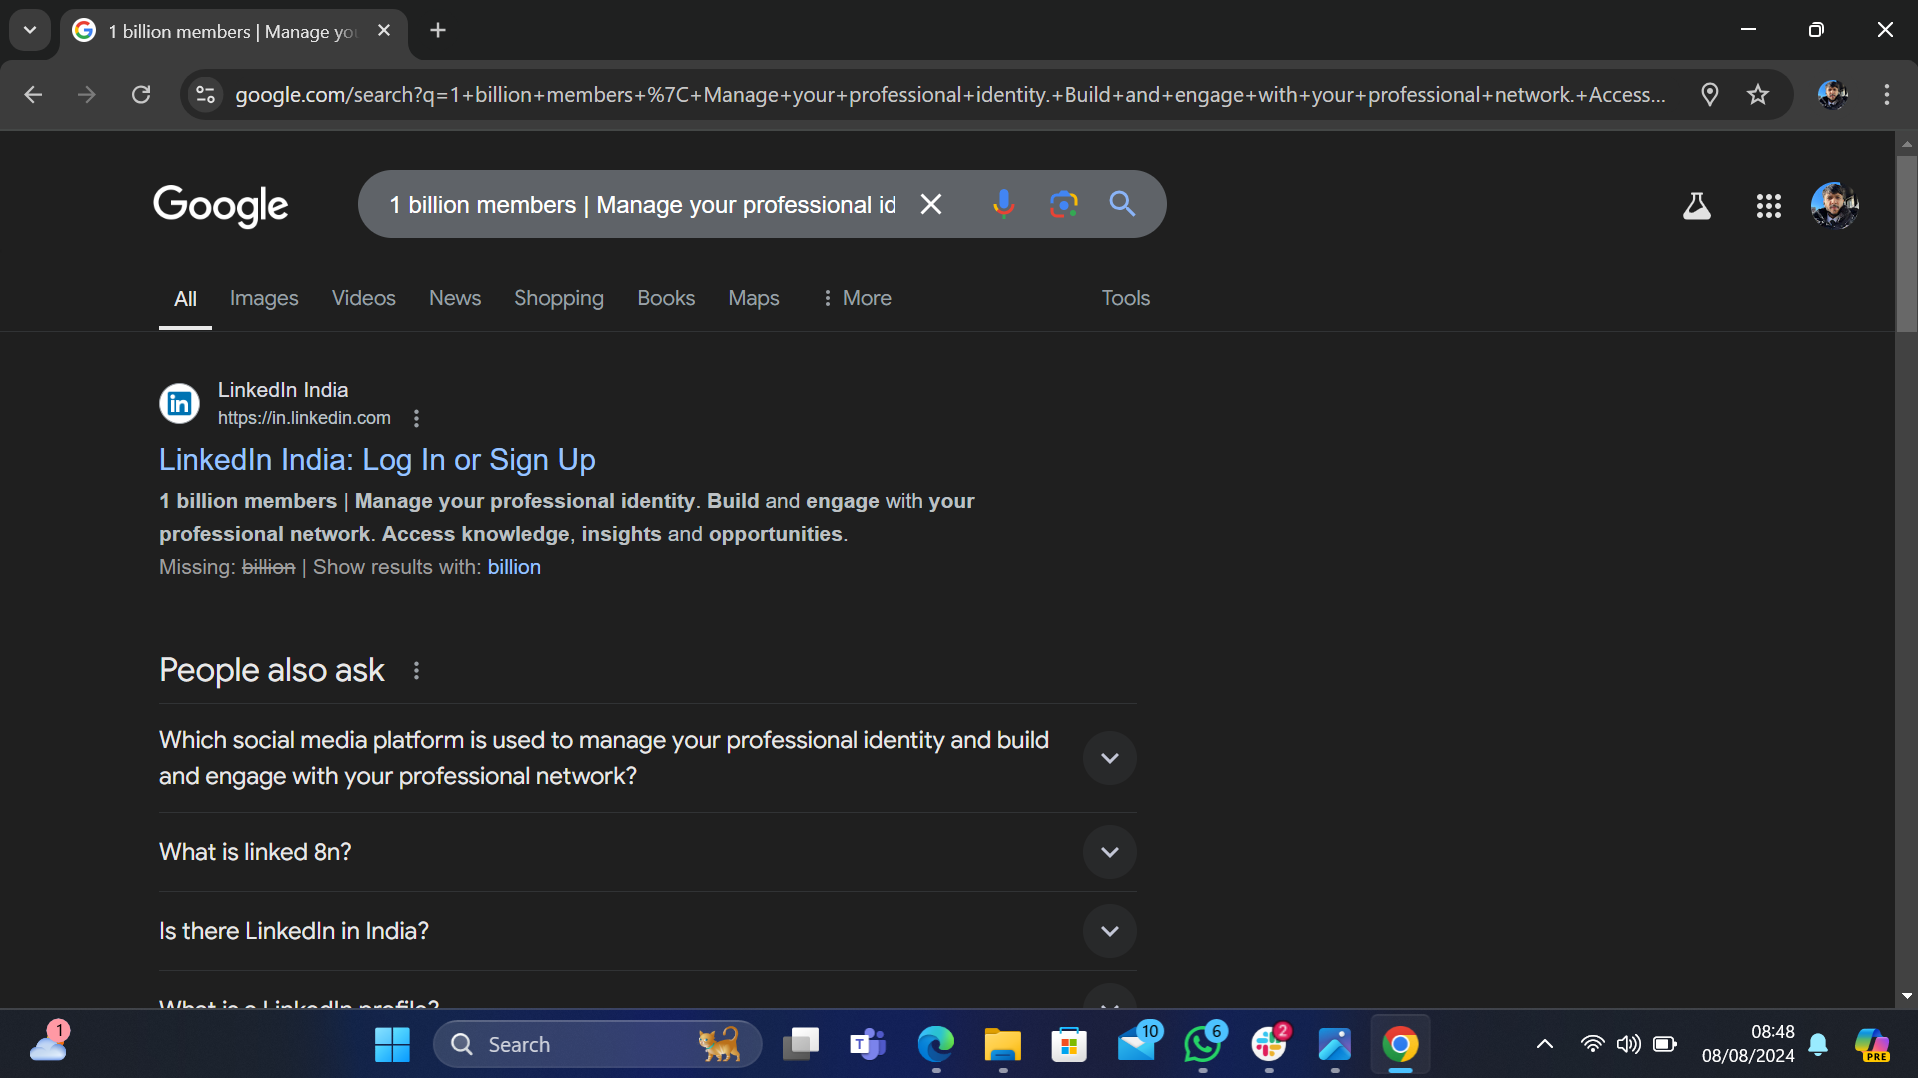 1 billion members | Manage you
google.com/search?q=1+billion+members+%7C+Manage+your+professional+identity.+Build+and+engage+with+your+professional+network.+Access...
Google
1 billion members | Manage your professional id
All Images Videos News Shopping Books Maps More Tools
LinkedIn India
https://in.linkedin.com
LinkedIn India: Log In or Sign Up
1 billion members | Manage your professional identity. Build and engage with your
professional network. Access knowledge, insights and opportunities.
Missing: billion | Show results with: billion
People also ask
Which social media platform is used to manage your professional identity and build
and engage with your professional network?
What is linked 8n?
Is there LinkedIn in India?
What is a LinkedIn profile?
1
Search
T
10
6
2
08:48
08/08/2024
PRE